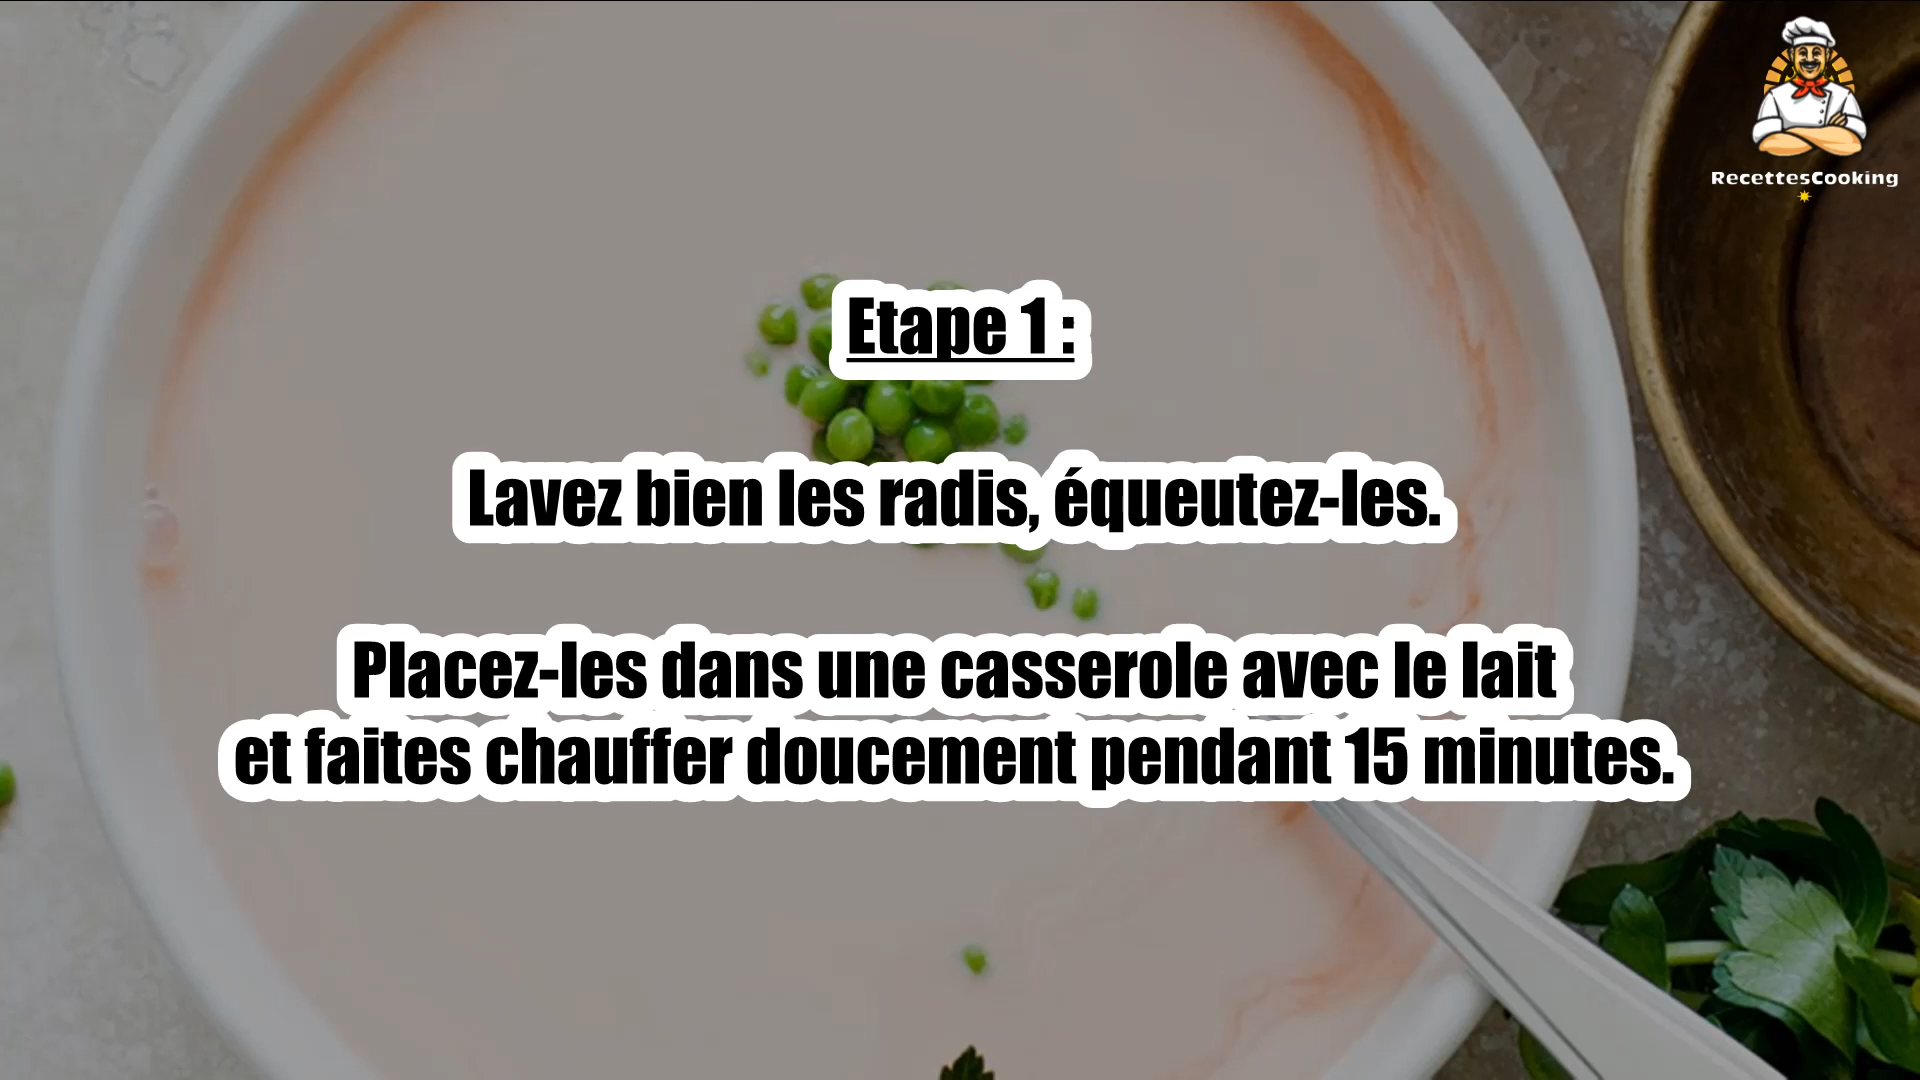 RecettesCooking
Etape 1 :
Lavez bien les radis, équeutez-les.
Placez-les dans une casserole avec le lait
et faites chauffer doucement pendant 15 minutes.